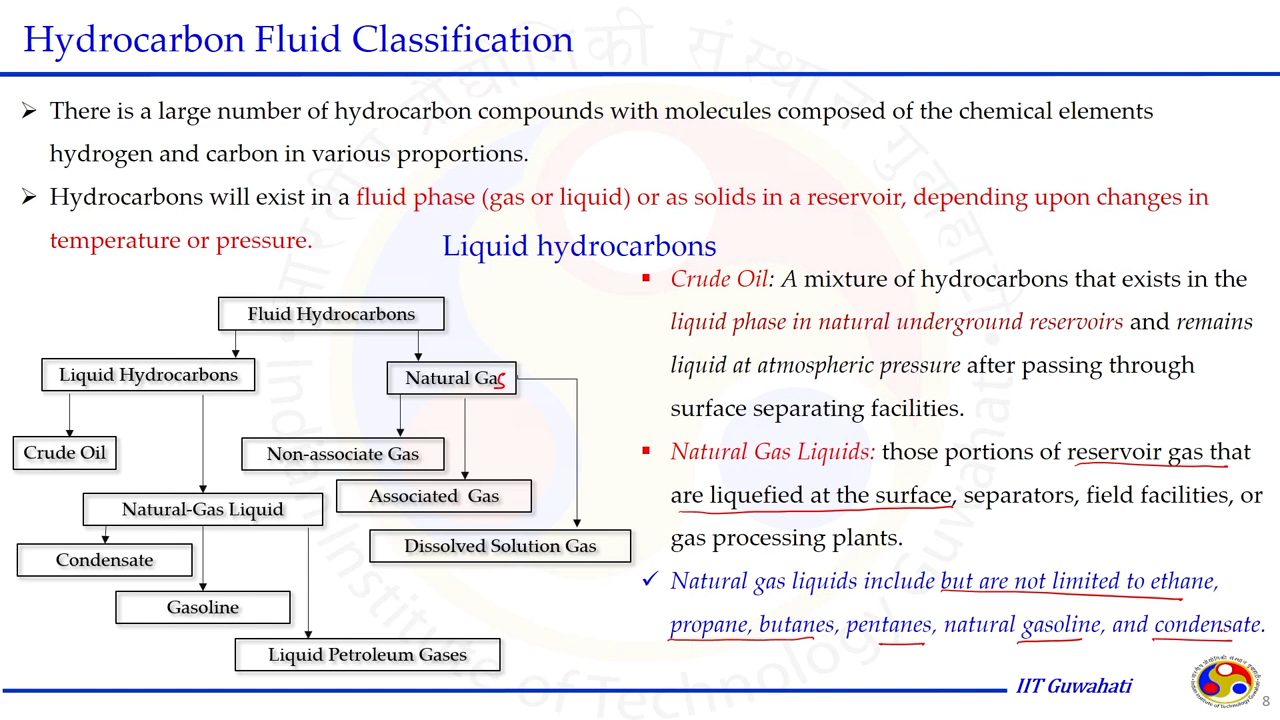 Hydrocarbon Fluid Classification
➢ There is a large number of hydrocarbon compounds with molecules composed of the chemical elements
hydrogen and carbon in various proportions.
➢ Hydrocarbons will exist in a fluid phase (gas or liquid) or as solids in a reservoir, depending upon changes in
temperature or pressure.
Liquid hydrocarbons
Fluid Hydrocarbons
Liquid Hydrocarbons
Natural Gas
Crude Oil
Non-associate Gas
Associated Gas
Natural-Gas Liquid
Dissolved Solution Gas
Condensate
Gasoline
Liquid Petroleum Gases
▪ Crude Oil: A mixture of hydrocarbons that exists in the
liquid phase in natural underground reservoirs and remains
liquid at atmospheric pressure after passing through
surface separating facilities.
▪ Natural Gas Liquids: those portions of reservoir gas that
are liquefied at the surface, separators, field facilities, or
gas processing plants.
✓ Natural gas liquids include but are not limited to ethane,
propane, butanes, pentanes, natural gasoline, and condensate.
IIT Guwahati
8